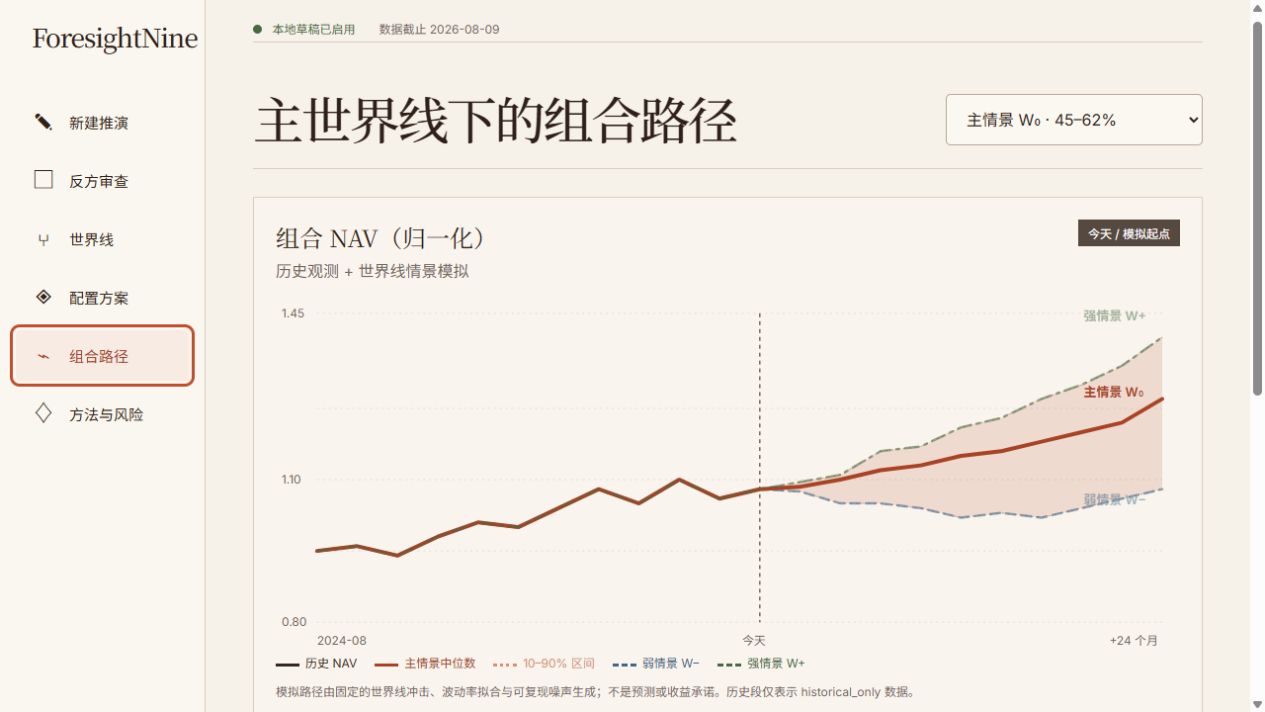 ForesightNine
新建推演
反方审查
世界线
配置方案
组合路径
方法与风险
本地草稿已启用 数据截止 2026-08-09
主世界线下的组合路径
主情景 W₀ · 45–62%
组合 NAV（归一化）
今天 / 模拟起点
历史观测 + 世界线情景模拟
1.45
强情景 W+
主情景 W₀
1.10
弱情景 W−
0.80
2024-08 今天 +24 个月
历史 NAV 主情景中位数 10–90% 区间 弱情景 W− 强情景 W+
模拟路径由固定的世界线冲击、波动率拟合与可复现噪声生成；不是预测或收益承诺。历史段仅表示 historical_only 数据。